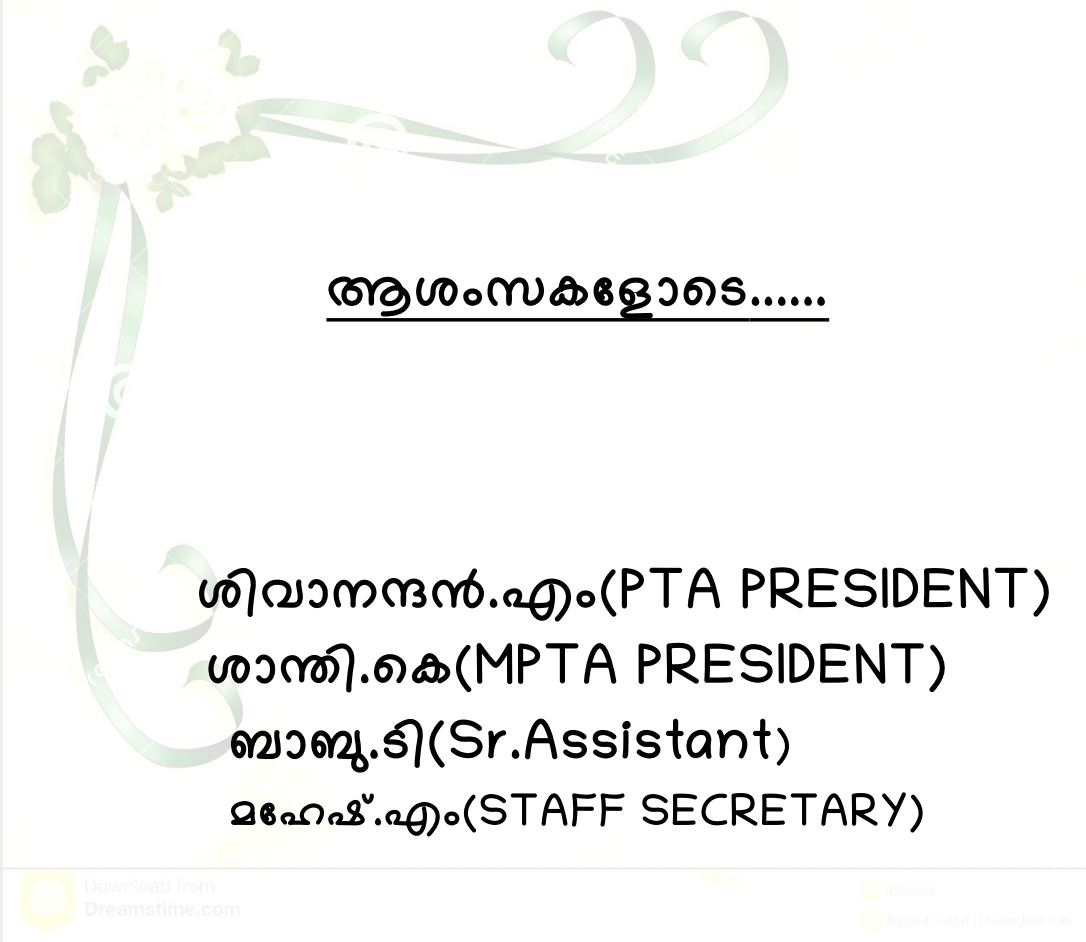 ആശംസകളോടെ......
ശിവാനന്ദൻ.എം(PTA PRESIDENT)
ശാന്തി.കെ(MPTA PRESIDENT)
ബാബു.ടി(Sr.Assistant)
മഹേഷ്.എം(STAFF SECRETARY)
Download from
Dreamstime.com